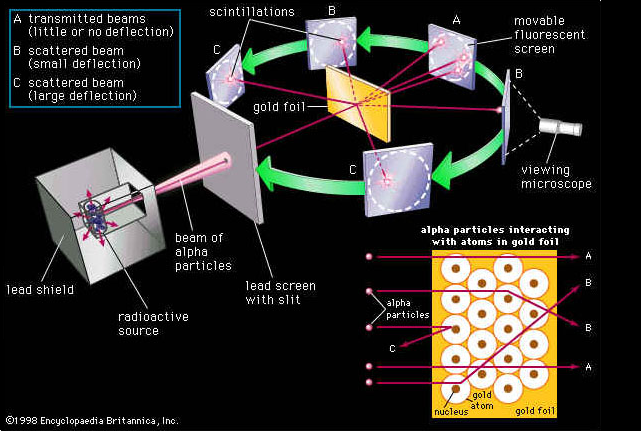 A transmitted beams
(little or no deflection)
B scattered beam
(small deflection)
C scattered beam
(large deflection)
scintillations
B
A
movable
fluorescent
screen
C
B
gold foil
C
viewing
microscope
beam of
alpha
particles
lead shield
lead screen
with slit
radioactive
source
alpha particles interacting
with atoms in gold foil
A
B
alpha
particles
B
C
A
nucleus
gold
atom
gold foil
©1998 Encyclopaedia Britannica, Inc.